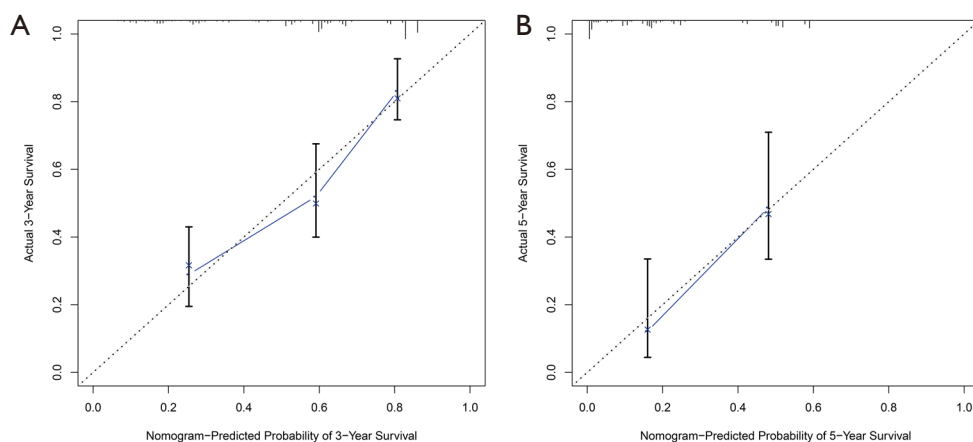 A
1.0
0.8
0.6
0.4
0.2
0.0
Actual 3−Year Survival
0.0 0.2 0.4 0.6 0.8 1.0
Nomogram−Predicted Probability of 3−Year Survival
B
1.0
0.8
0.6
0.4
0.2
0.0
Actual 5−Year Survival
0.0 0.2 0.4 0.6 0.8 1.0
Nomogram−Predicted Probability of 5−Year Survival